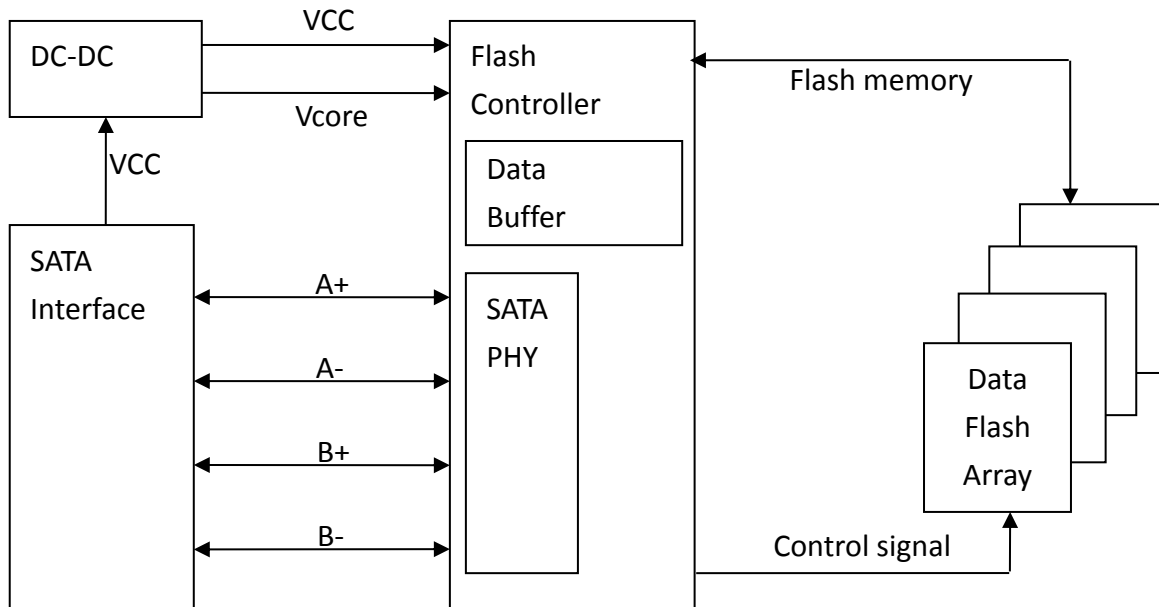 DC-DC
VCC
Vcore
VCC
SATA
Interface
A+
A-
B+
B-
Flash
Controller
Data
Buffer
SATA
PHY
Flash memory
Data
Flash
Array
Control signal